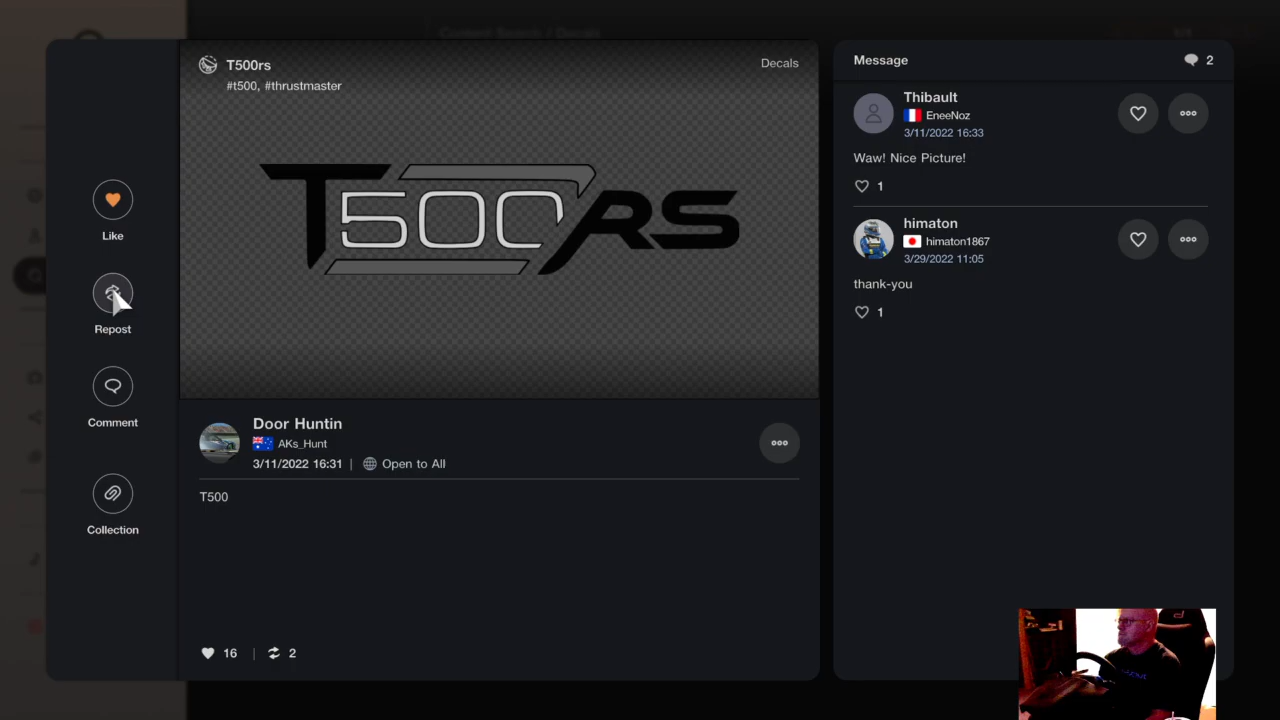 T500rs
#t500, #thrustmaster
Decals
T500RS
Like
Repost
Comment
Collection
Door Huntin
AKs_Hunt
3/11/2022 16:31 | Open to All
T500
16 | 2
Message
2
Thibault
EneeNoz
3/11/2022 16:33
Waw! Nice Picture!
1
himaton
himaton1867
3/29/2022 11:05
thank-you
1